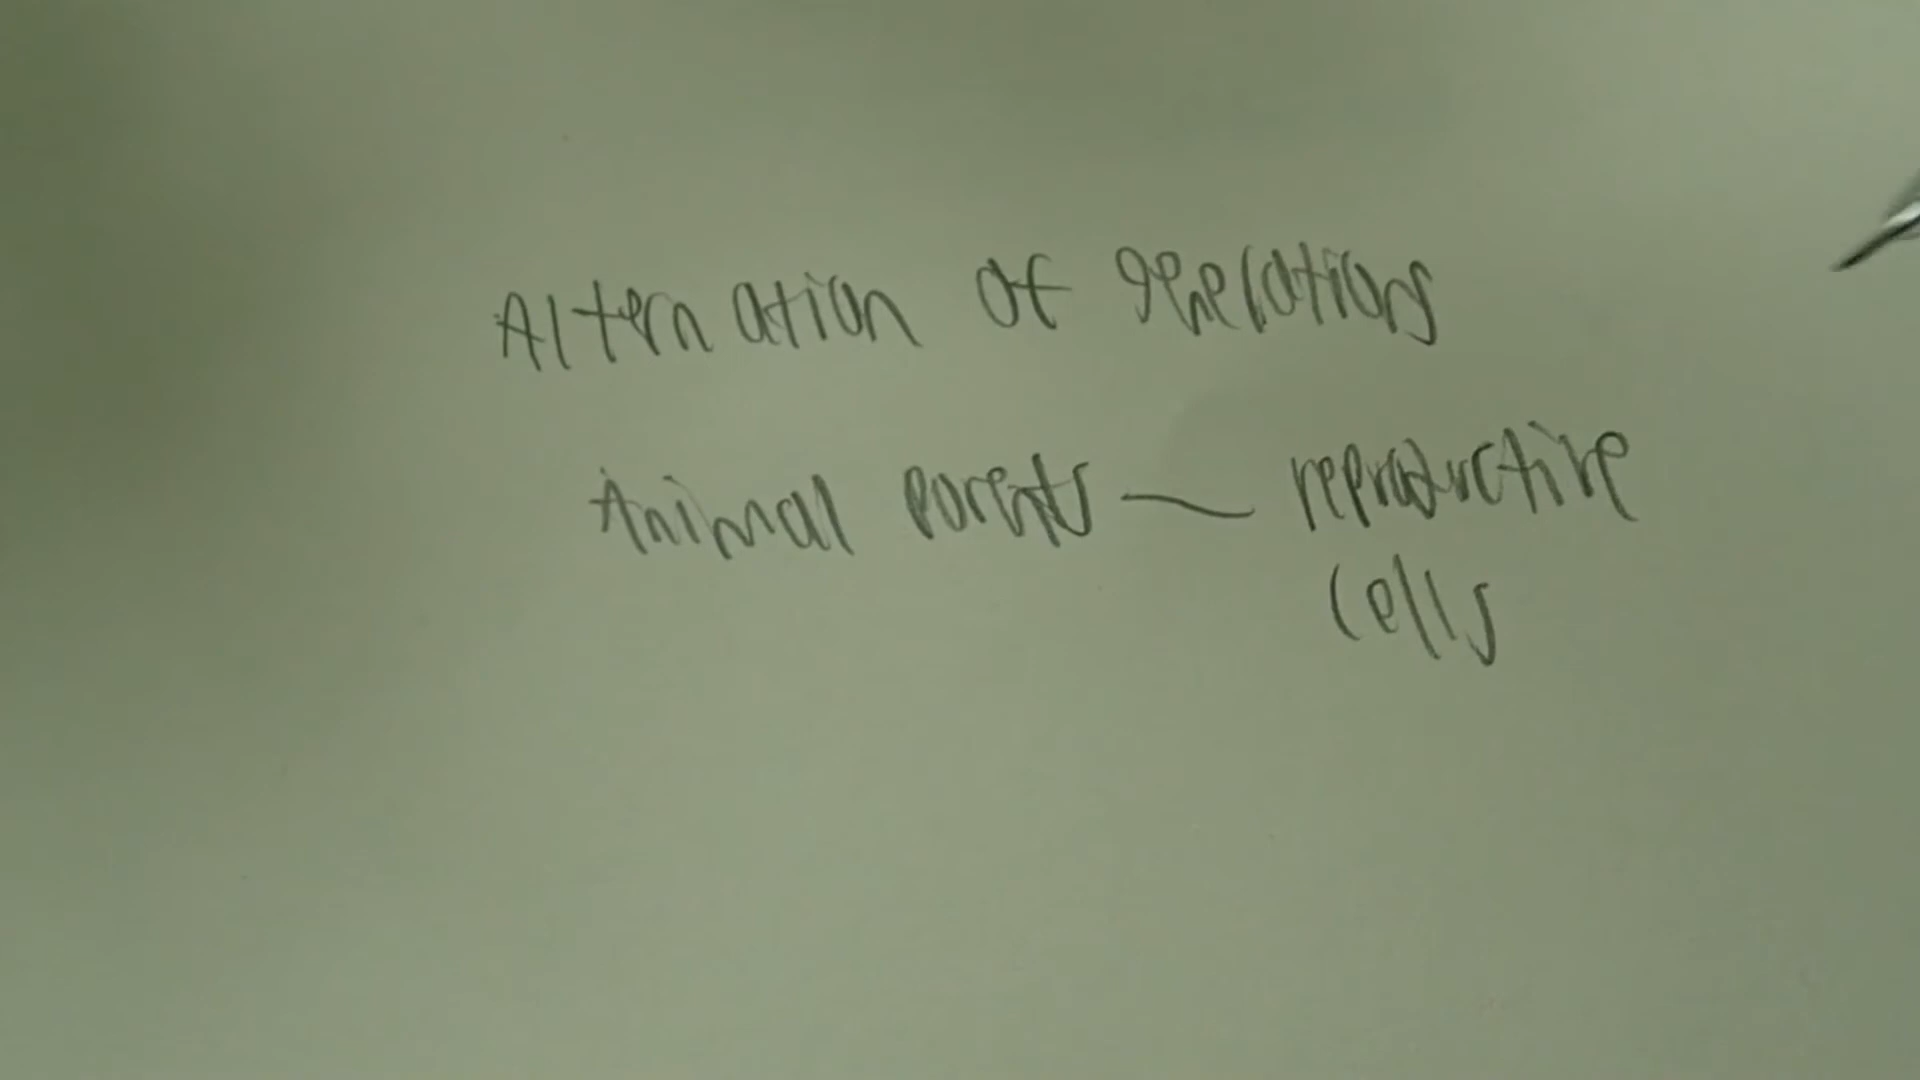 Alternation of generations
Animal parents — reproductive
cells